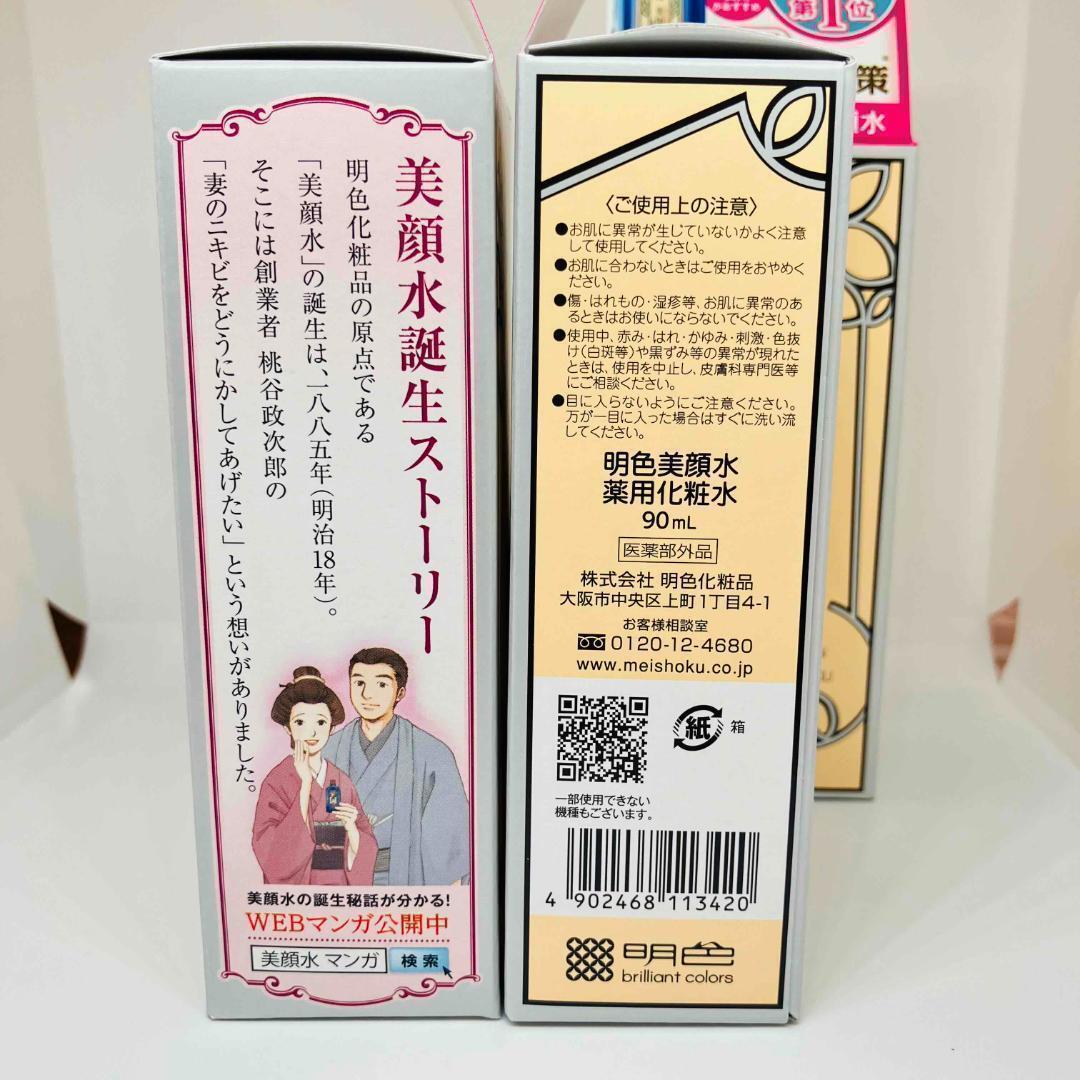 美顔水誕生ストーリー
明色化粧品の原点である
「美顔水」の誕生は、一八八五年(明治18年)。
そこには創業者 桃谷政次郎の
「妻のニキビをどうにかしてあげたい」という想いがありました。
美顔水の誕生秘話が分かる!
WEBマンガ公開中
美顔水 マンガ 検索
〈ご使用上の注意〉
●お肌に異常が生じていないかよく注意
して使用してください。
●お肌に合わないときはご使用をおやめく
ださい。
●傷・はれもの・湿疹等、お肌に異常のあ
るときはお使いにならないでください。
●使用中、赤み・はれ・かゆみ・刺激・色抜
け(白斑等)や黒ずみ等の異常が現れた
ときは、使用を中止し、皮膚科専門医等
にご相談ください。
●目に入らないようにご注意ください。
万が一目に入った場合はすぐに洗い流
してください。
明色美顔水
薬用化粧水
90mL
医薬部外品
株式会社 明色化粧品
大阪市中央区上町1丁目4-1
お客様相談室
0120-12-4680
www.meishoku.co.jp
紙 箱
一部使用できない
機種もございます。
4 902468 113420
明色
brilliant colors
第1位
策
水